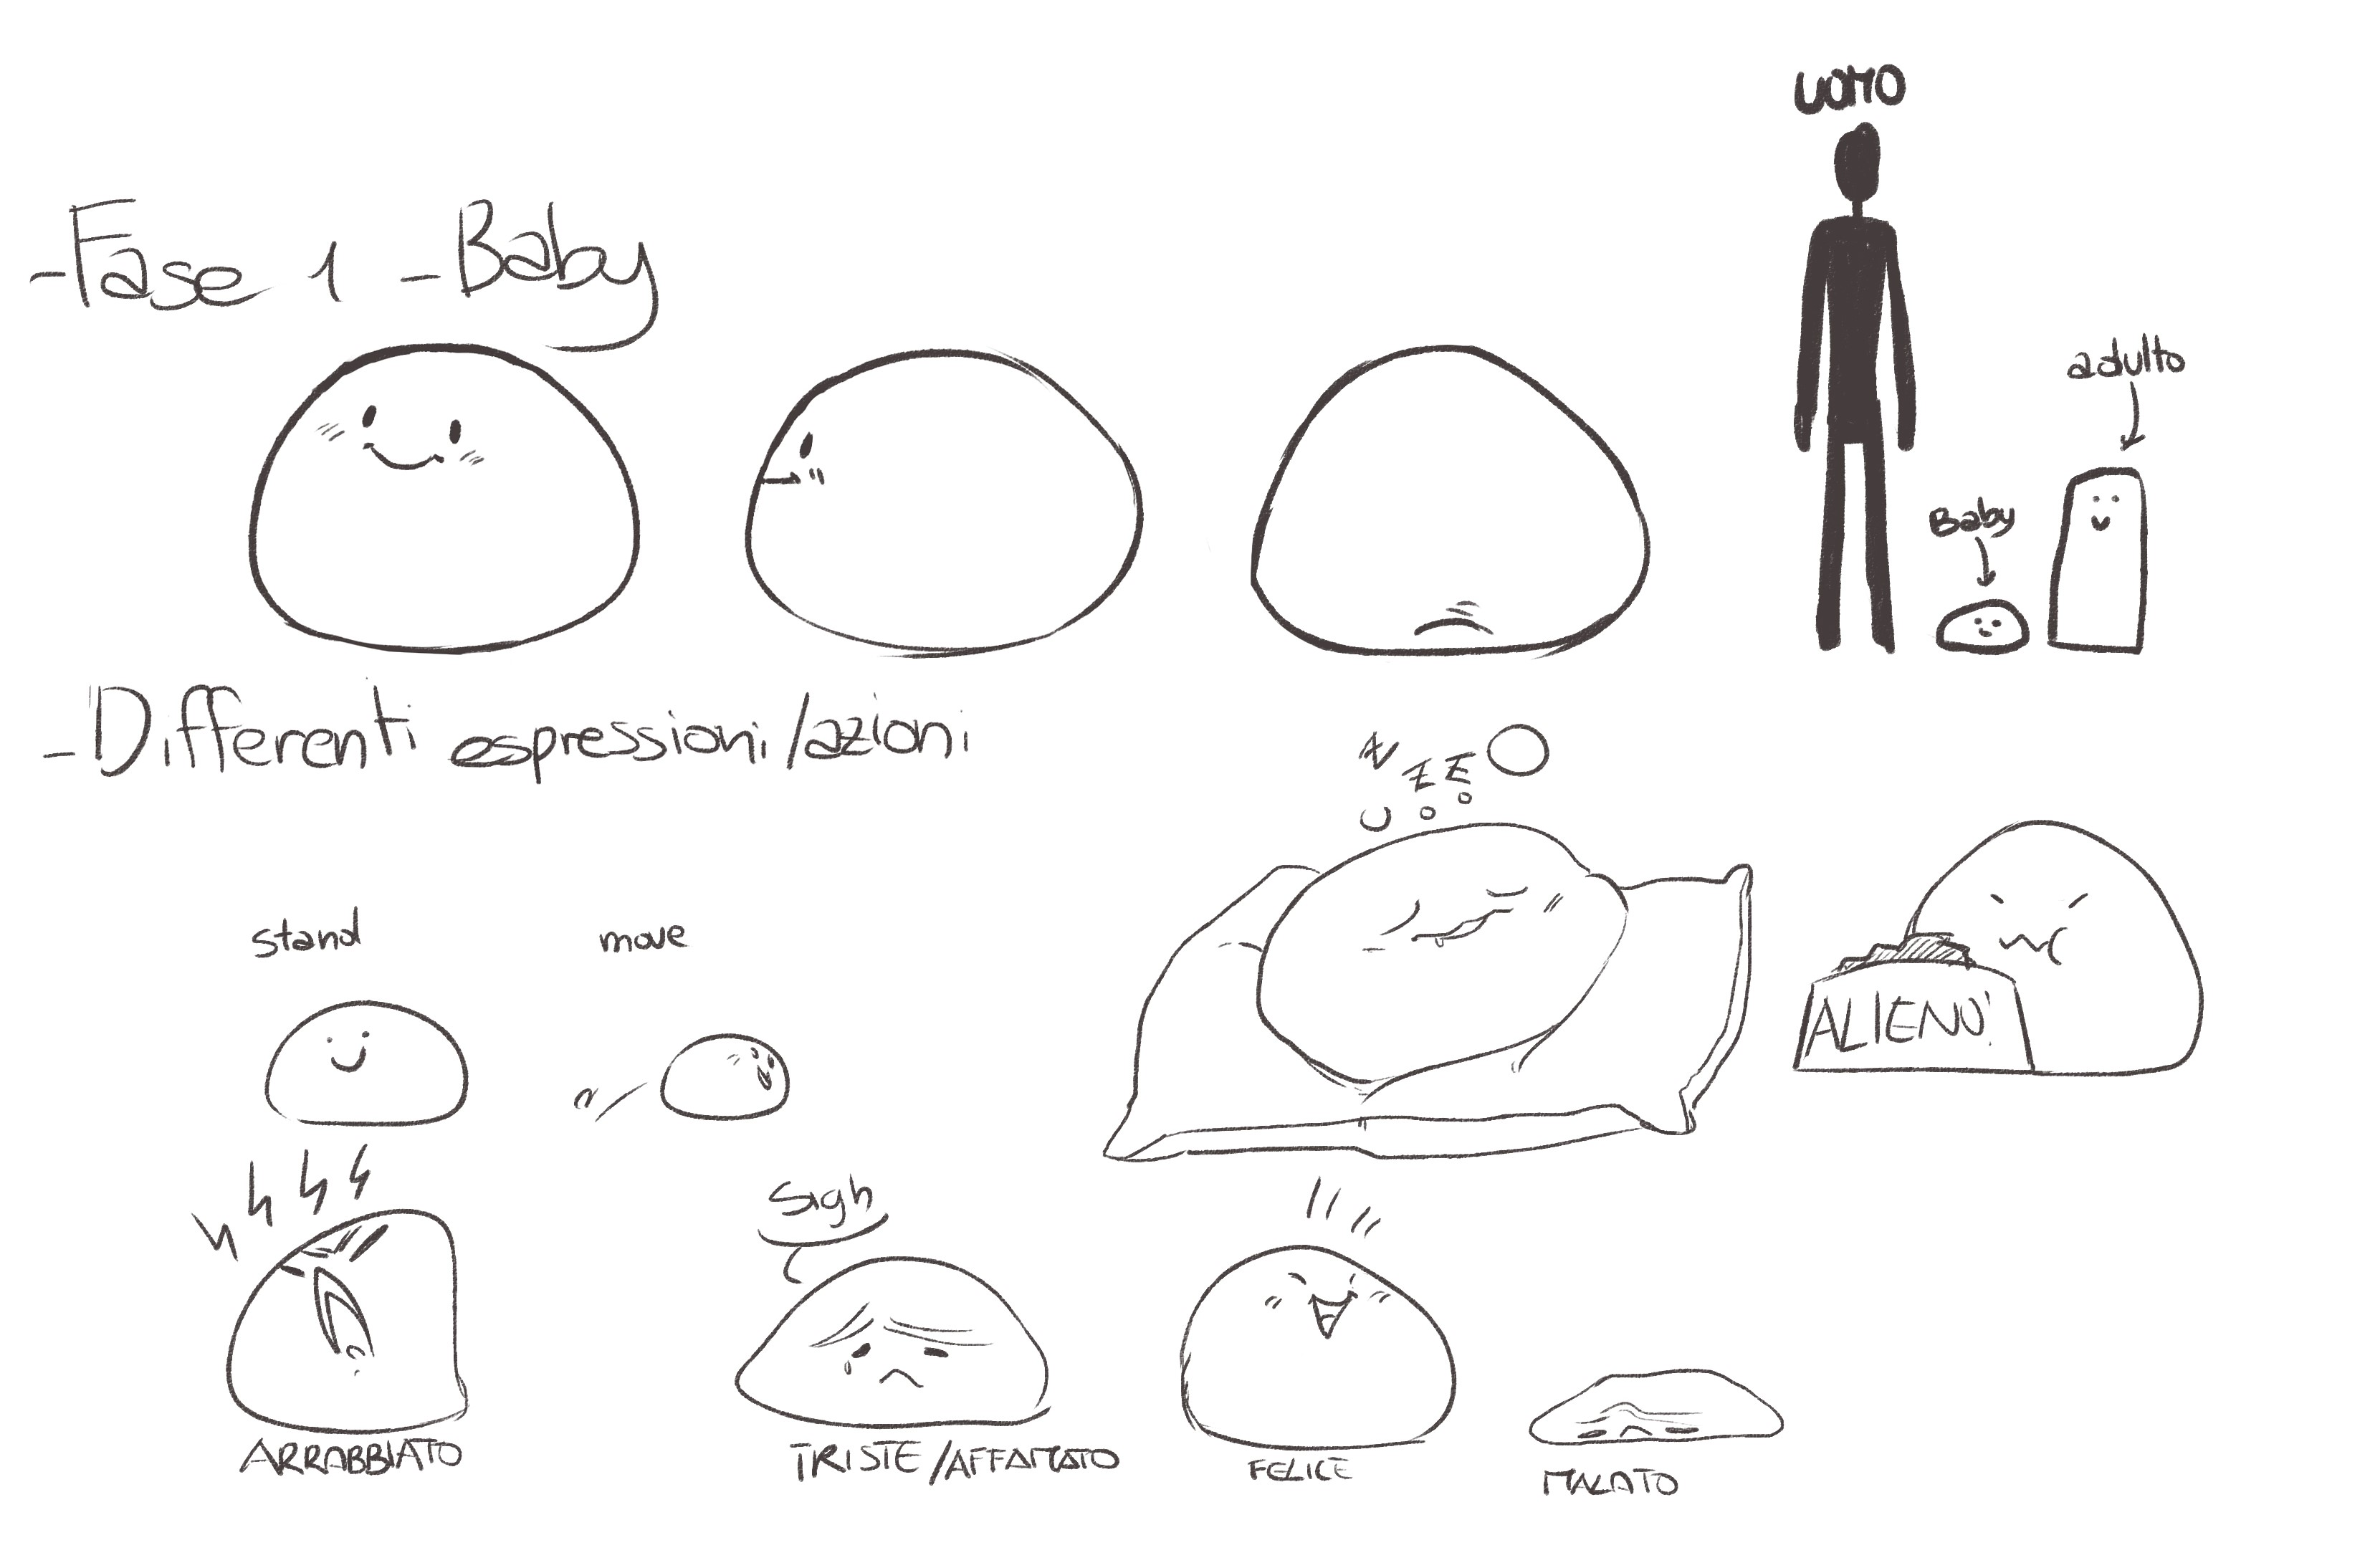 UOMO
-Fase 1 -Baby
adulto
Baby
-Differenti espressioni/azioni
Z Z Z
stand
move
ALIENO
Sigh
ARRABBIATO
TRISTE/AFFAMATO
FELICE
MALATO